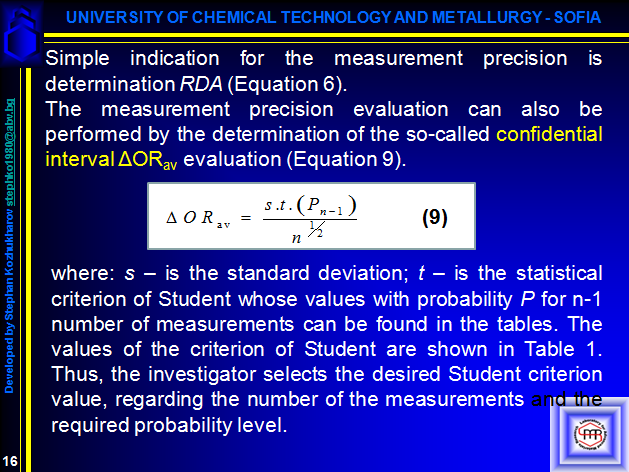 UNIVERSITY OF CHEMICAL TECHNOLOGY AND METALLURGY - SOFIA
Simple indication for the measurement precision is
determination RDA (Equation 6).
The measurement precision evaluation can also be
performed by the determination of the so-called confidential
interval ΔORav evaluation (Equation 9).
Δ O R av = s.t.(Pn−1) / n^1/2 (9)
where: s – is the standard deviation; t – is the statistical
criterion of Student whose values with probability P for n-1
number of measurements can be found in the tables. The
values of the criterion of Student are shown in Table 1.
Thus, the investigator selects the desired Student criterion
value, regarding the number of the measurements and the
required probability level.
Developed by Stephan Kozhukharov stephko1980@abv.bg
16